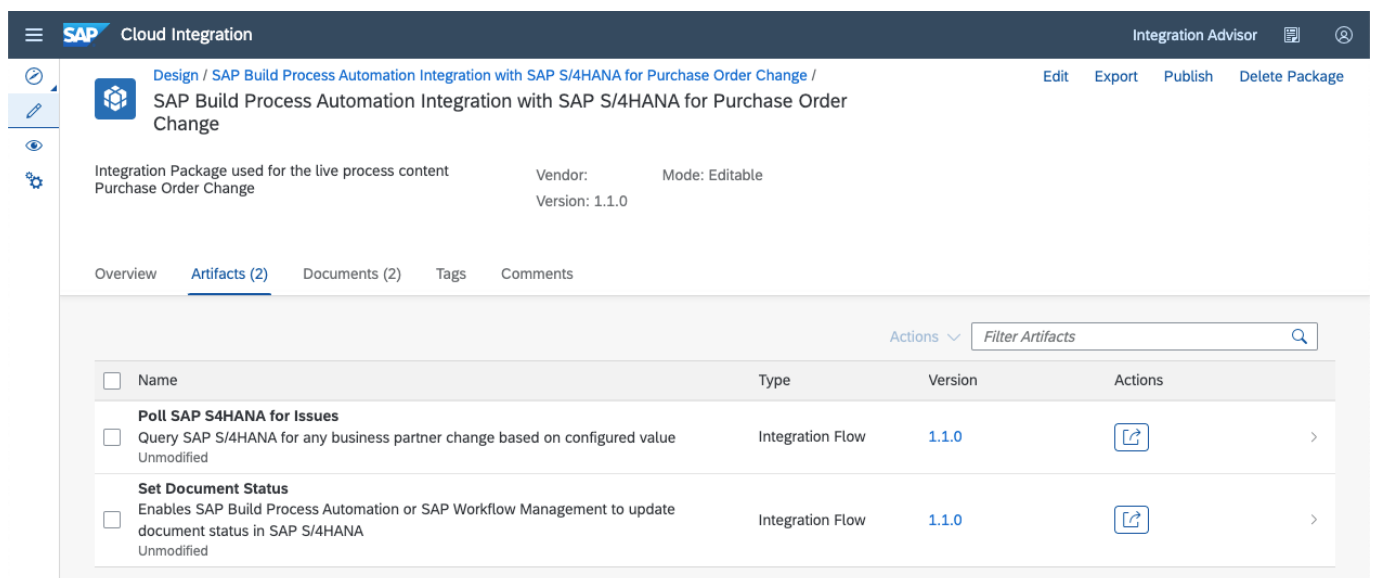 SAP Cloud Integration Integration Advisor
Design / SAP Build Process Automation Integration with SAP S/4HANA for Purchase Order Change /
Edit Export Publish Delete Package
SAP Build Process Automation Integration with SAP S/4HANA for Purchase Order
Change
Integration Package used for the live process content
Purchase Order Change
Vendor: Mode: Editable
Version: 1.1.0
Overview Artifacts (2) Documents (2) Tags Comments
Actions Filter Artifacts
Name Type Version Actions
Poll SAP S4HANA for Issues
Query SAP S/4HANA for any business partner change based on configured value
Unmodified
Integration Flow 1.1.0
Set Document Status
Enables SAP Build Process Automation or SAP Workflow Management to update
document status in SAP S/4HANA
Unmodified
Integration Flow 1.1.0